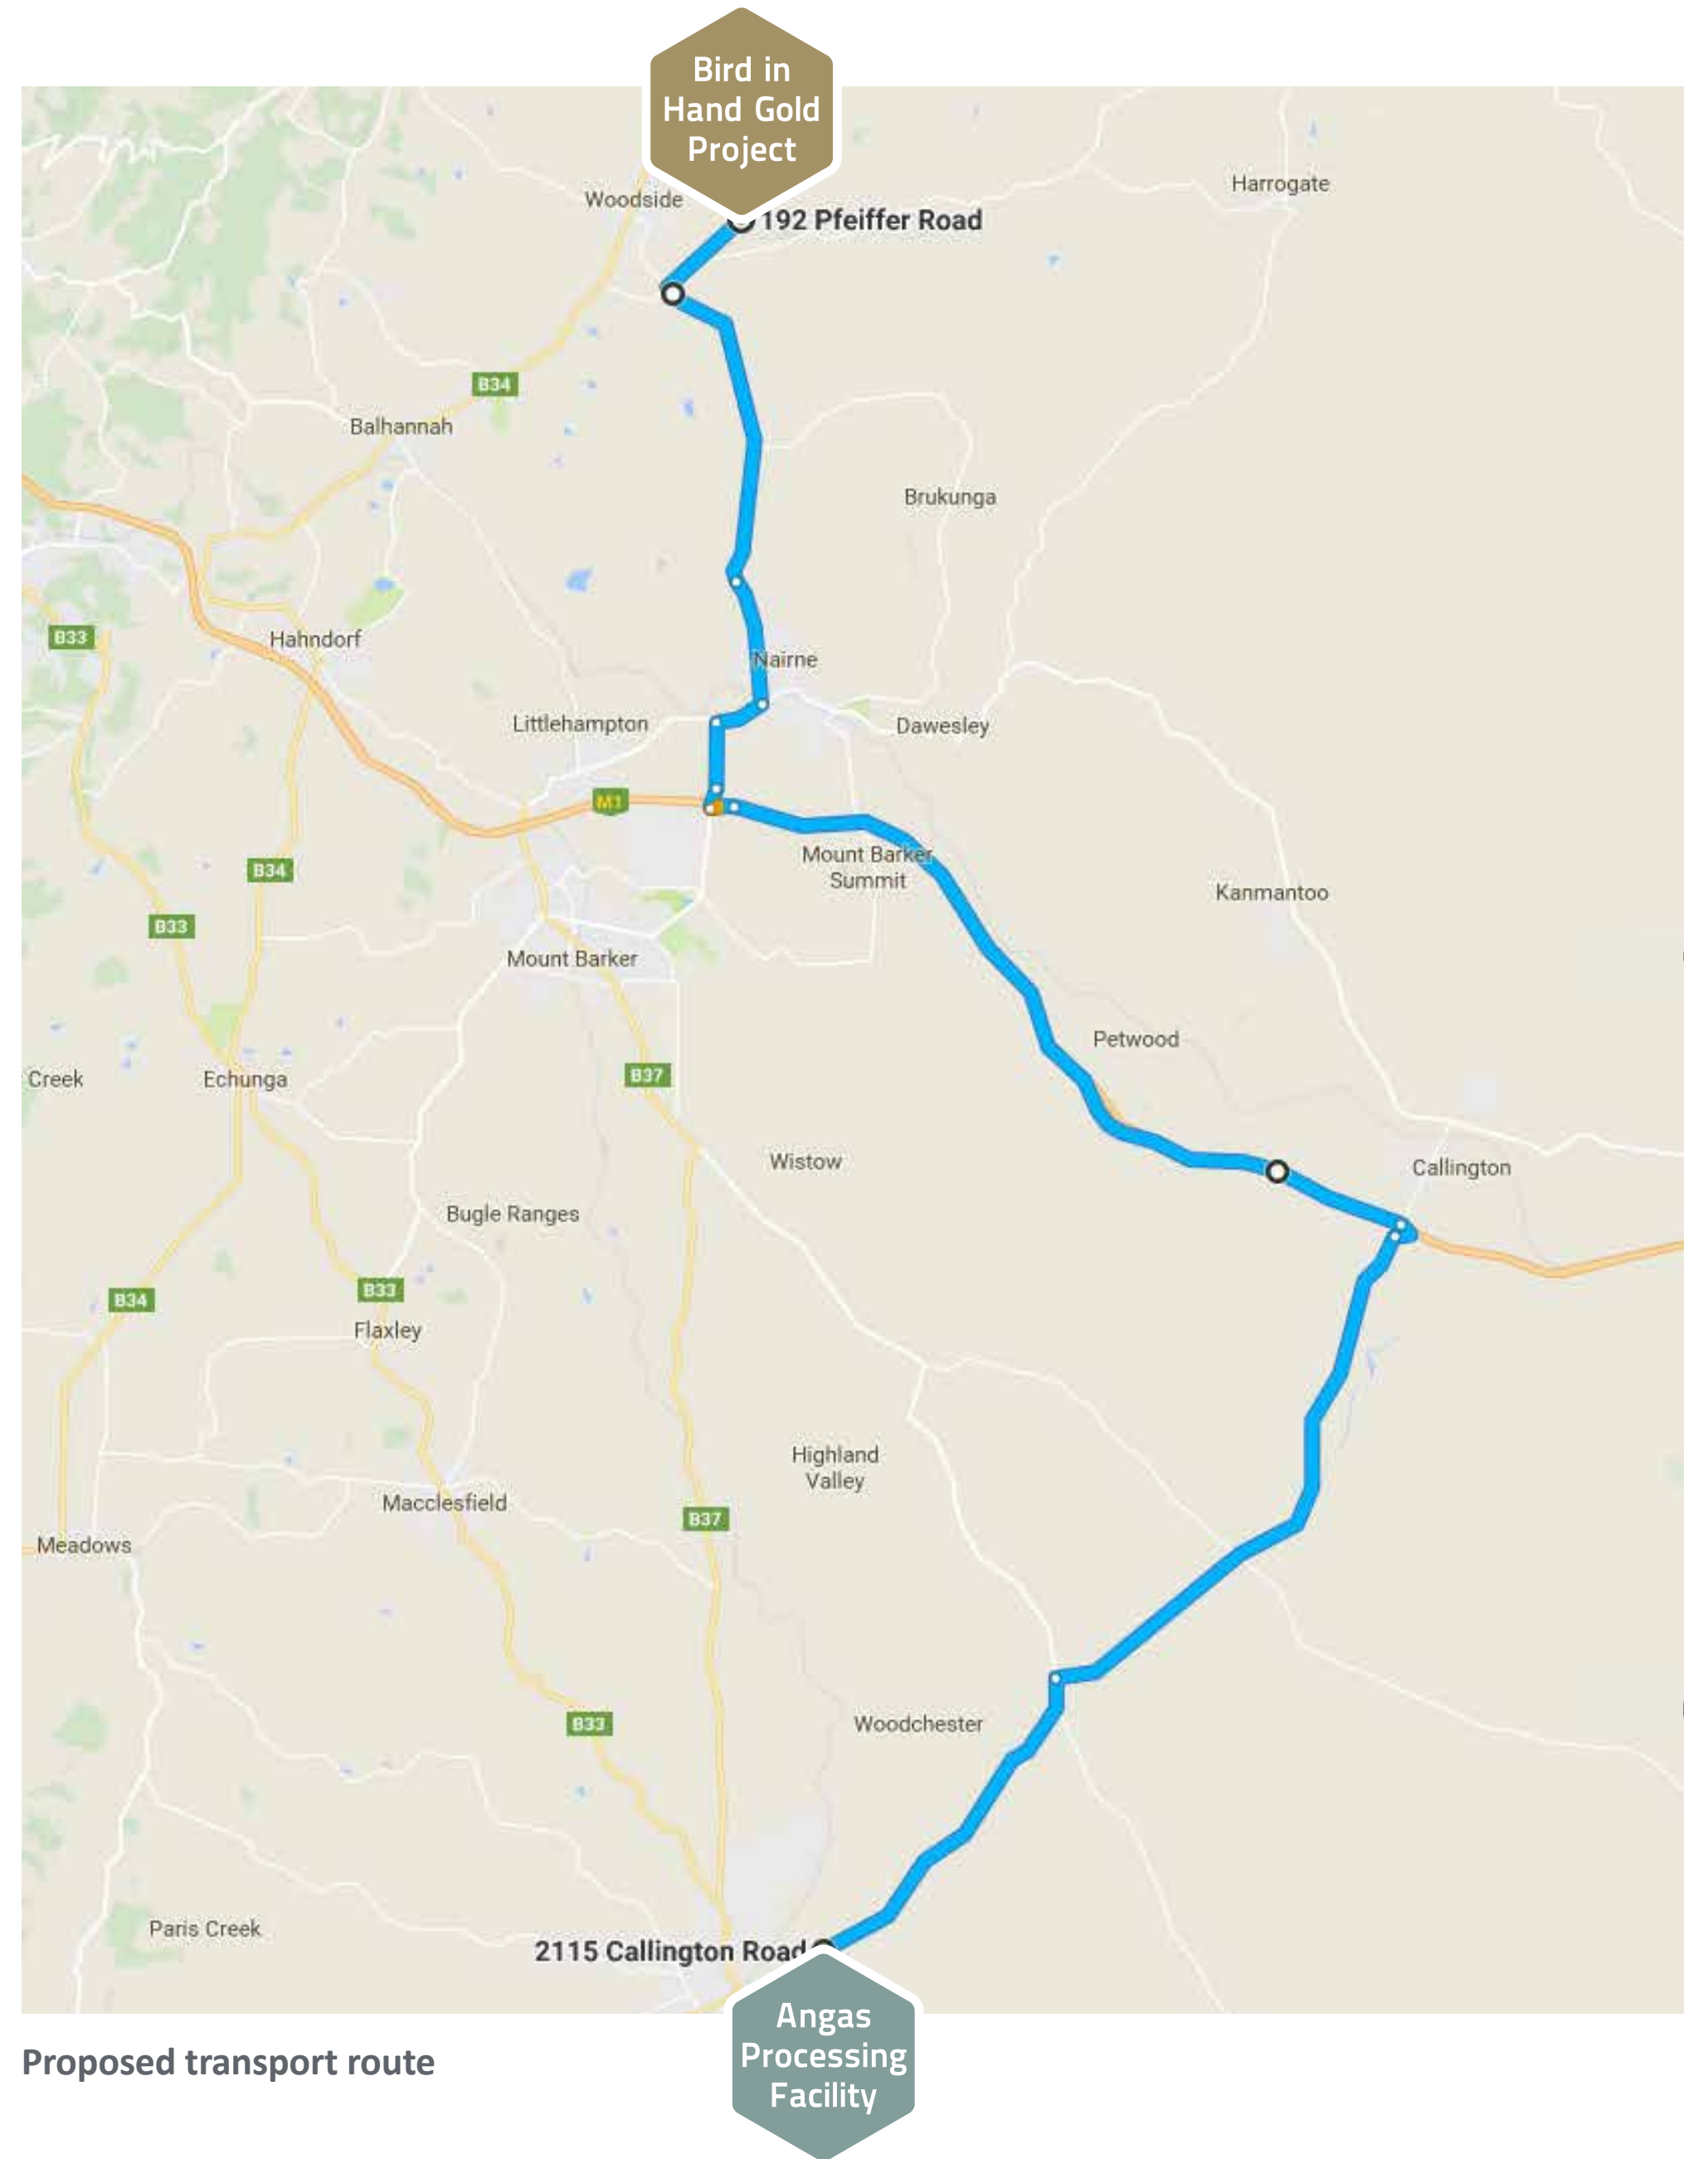 Bird in
Hand Gold
Project
Harrogate
Woodside
192 Pfeiffer Road
B34
Balhannah
Brukunga
B33
Hahndorf
Nairne
Littlehampton
Dawesley
M1
Mount Barker
Summit
B34
Kanmantoo
B33
Mount Barker
Petwood
Creek
Echunga
B37
Wistow
Callington
Bugle Ranges
B33
B34
Flaxley
Highland
Valley
Macclesfield
B37
Meadows
B33
Woodchester
Paris Creek
2115 Callington Road
Angas
Processing
Facility
Proposed transport route